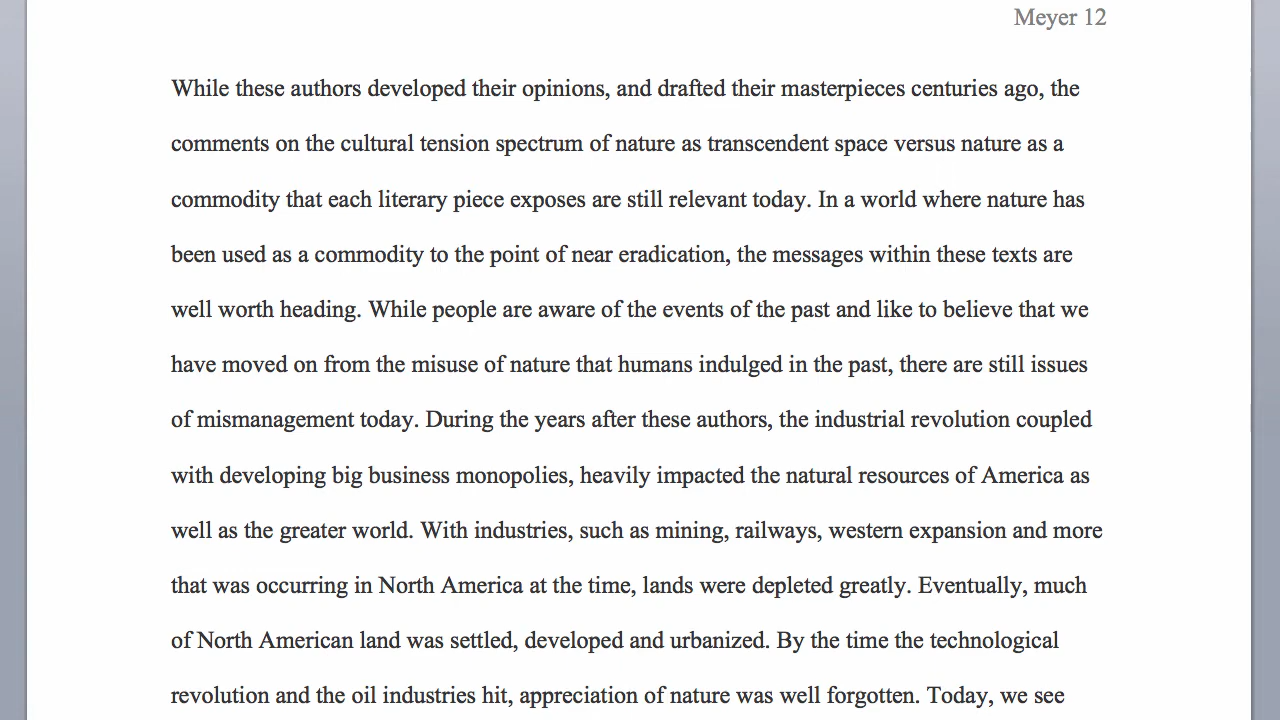 Meyer 12
While these authors developed their opinions, and drafted their masterpieces centuries ago, the
comments on the cultural tension spectrum of nature as transcendent space versus nature as a
commodity that each literary piece exposes are still relevant today. In a world where nature has
been used as a commodity to the point of near eradication, the messages within these texts are
well worth heading. While people are aware of the events of the past and like to believe that we
have moved on from the misuse of nature that humans indulged in the past, there are still issues
of mismanagement today. During the years after these authors, the industrial revolution coupled
with developing big business monopolies, heavily impacted the natural resources of America as
well as the greater world. With industries, such as mining, railways, western expansion and more
that was occurring in North America at the time, lands were depleted greatly. Eventually, much
of North American land was settled, developed and urbanized. By the time the technological
revolution and the oil industries hit, appreciation of nature was well forgotten. Today, we see